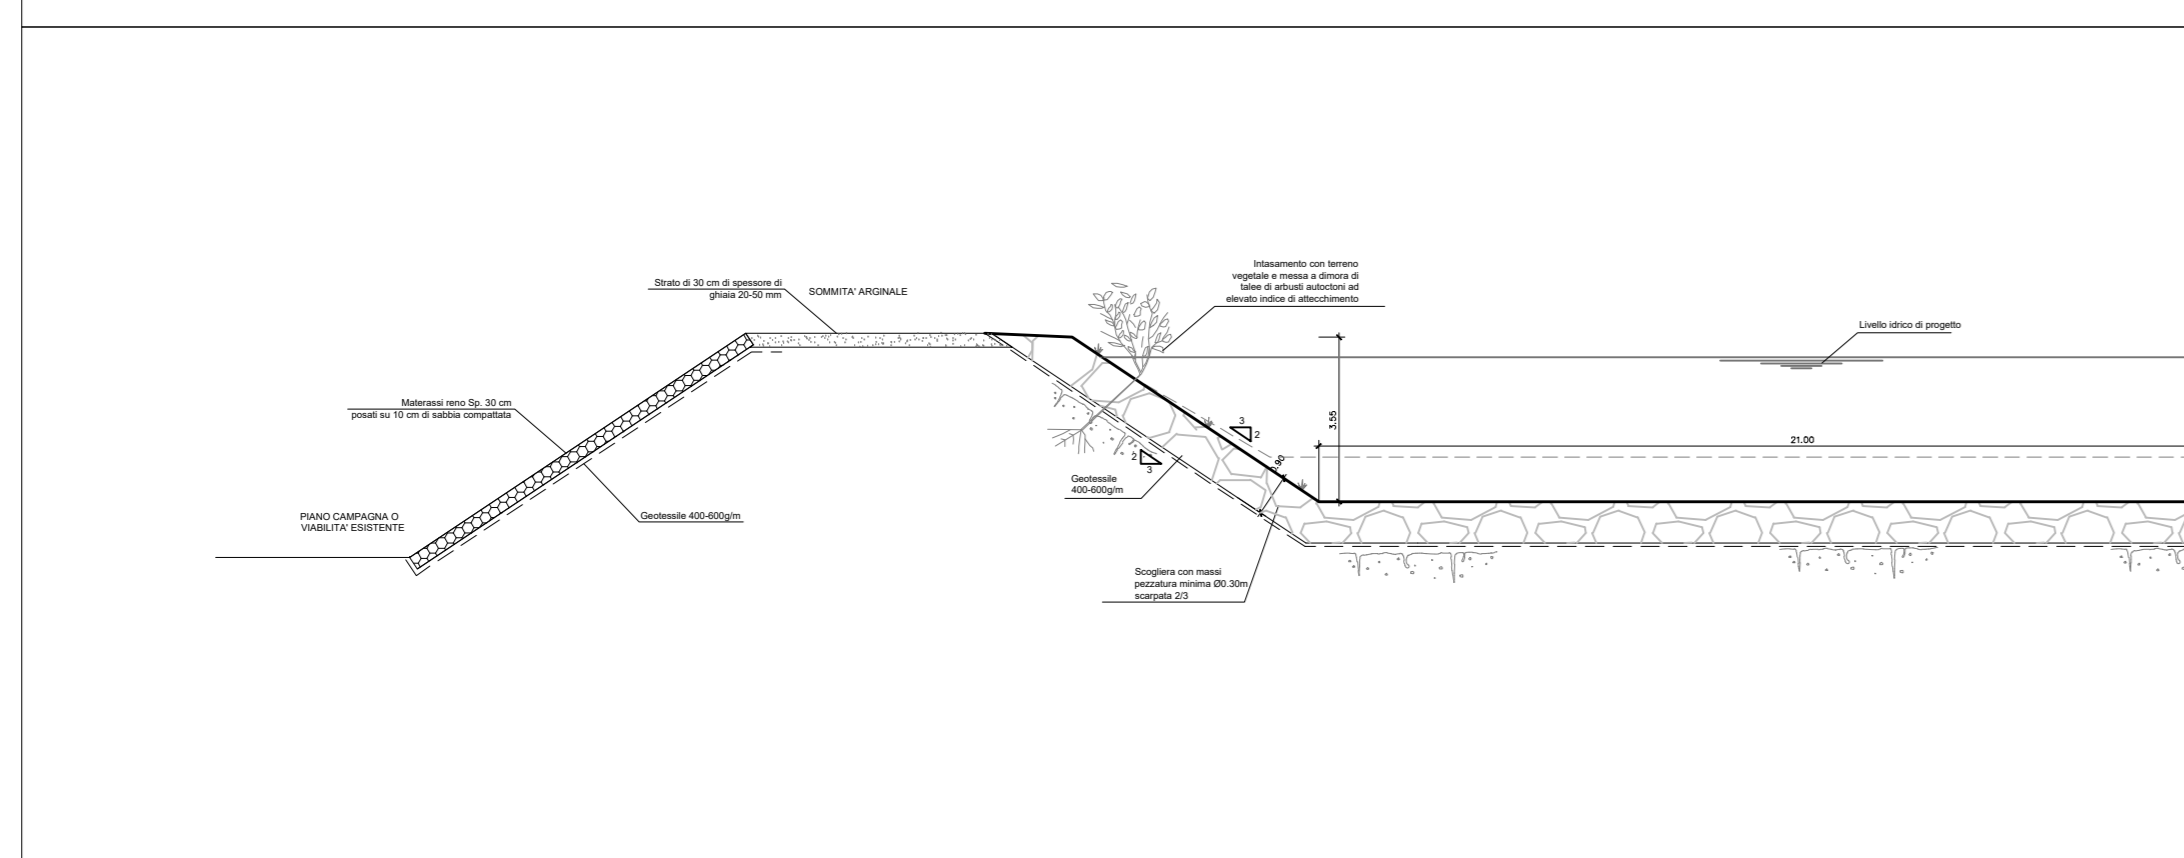 Intasamento con terreno
vegetale e messa a dimora di
talee di arbusti autoctoni ad
elevato indice di attecchimento
Strato di 30 cm di spessore di
ghiaia 20-50 mm
SOMMITA' ARGINALE
Livello idrico di progetto
Materassi reno Sp. 30 cm
posati su 10 cm di sabbia compattata
3.55
3
2
21.00
2
3
0.90
Geotessile
400-600g/m
PIANO CAMPAGNA O
VIABILITA' ESISTENTE
Geotessile 400-600g/m
Scogliera con massi
pezzatura minima Ø0.30m
scarpata 2/3